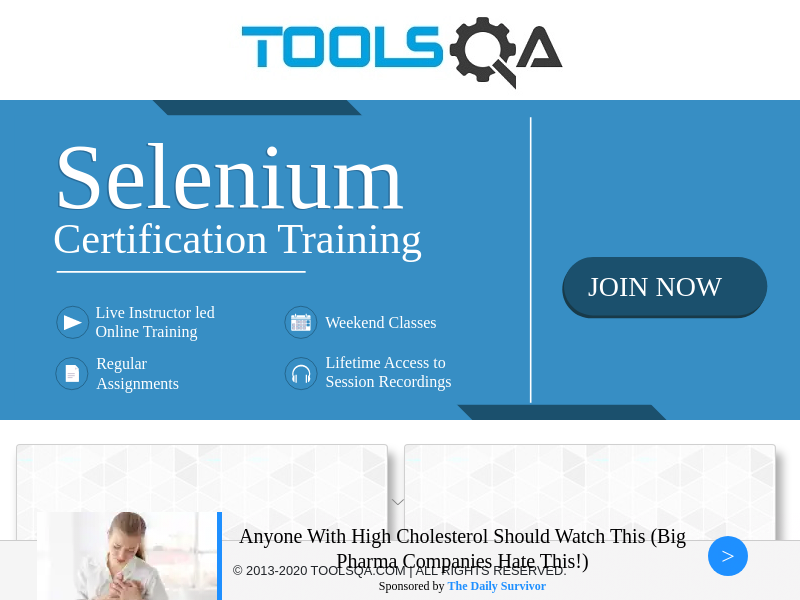 TOOLSQA
Selenium
Certification Training
JOIN NOW
Live Instructor led
Online Training
Weekend Classes
Regular
Assignments
Lifetime Access to
Session Recordings
Anyone With High Cholesterol Should Watch This (Big
Pharma Companies Hate This!)
>
© 2013-2020 TOOLSQA.COM | ALL RIGHTS RESERVED.
Sponsored by The Daily Survivor